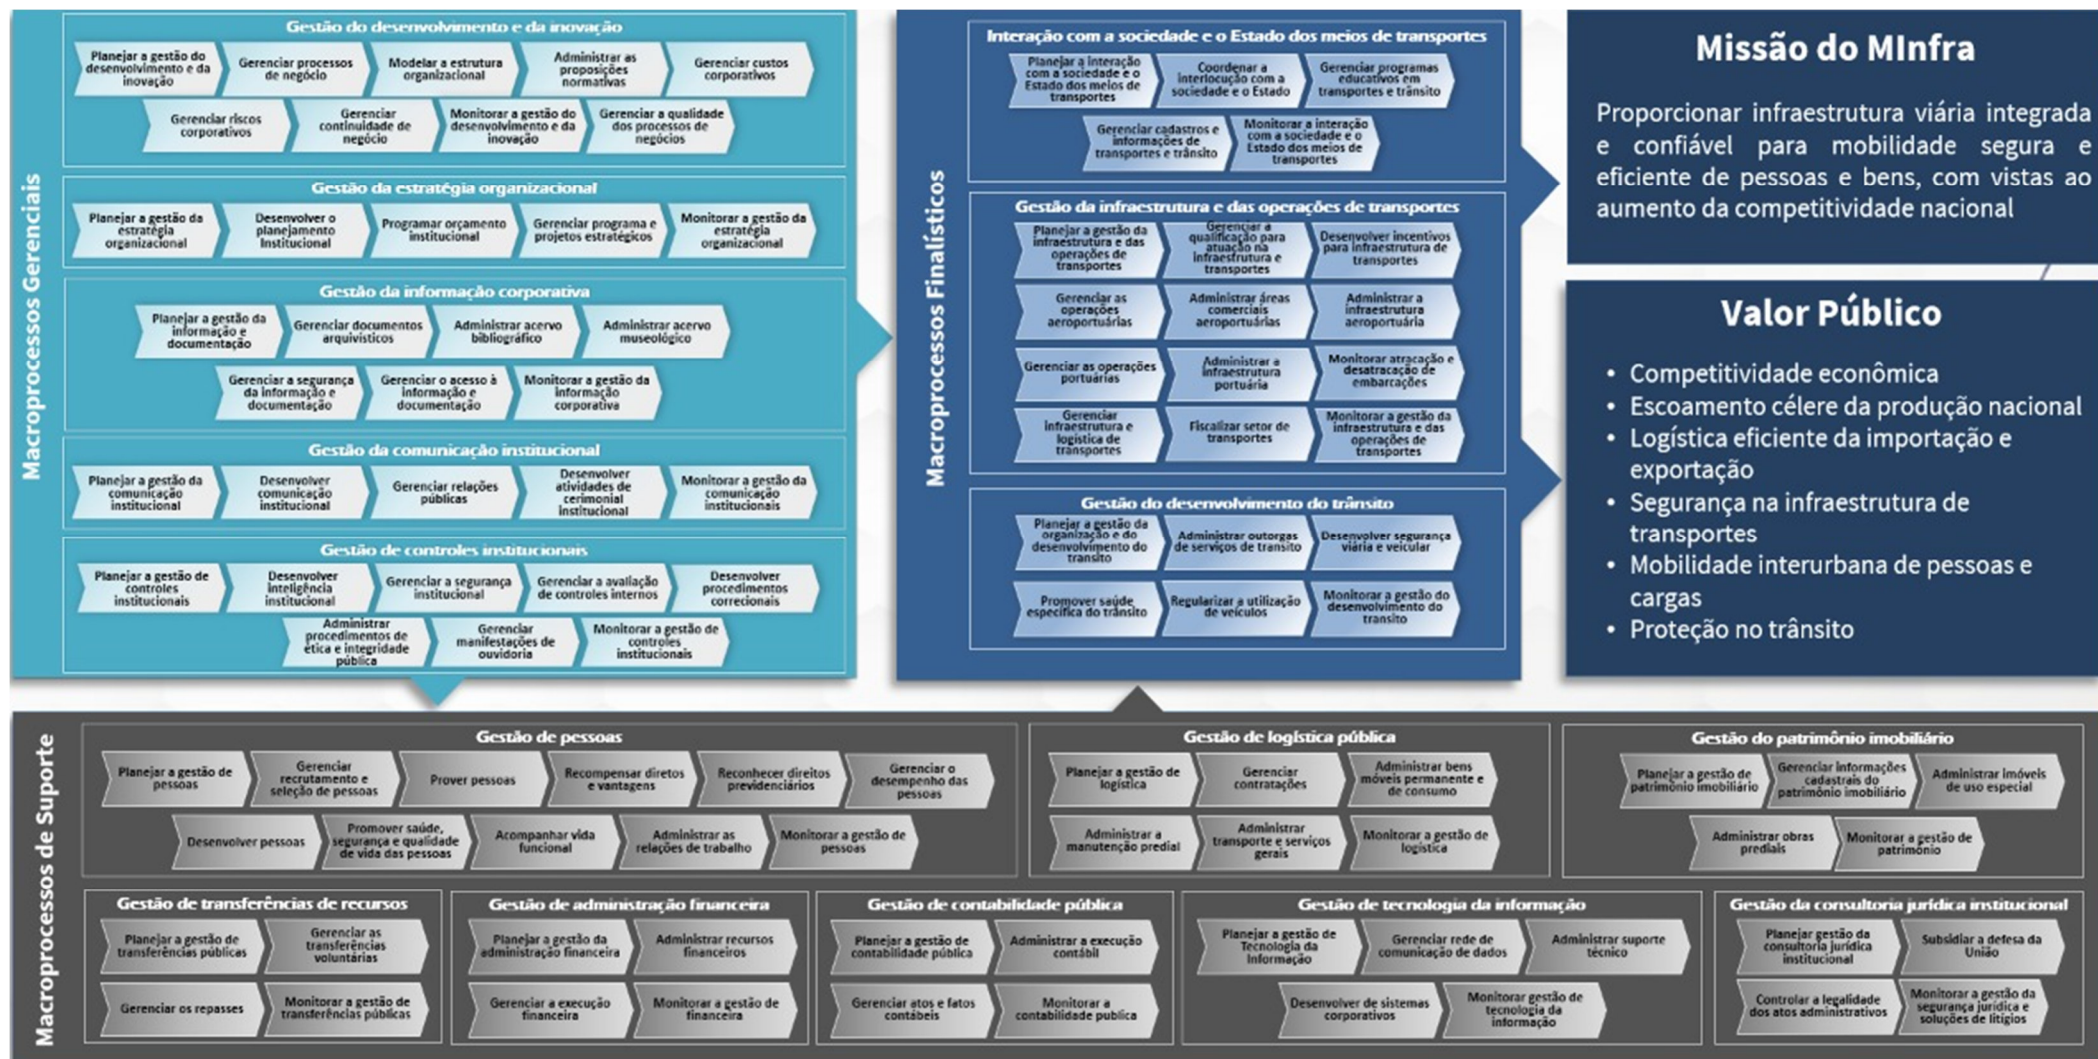 Macroprocessos Gerenciais
Gestão do desenvolvimento e da inovação
Planejar a gestão do
desenvolvimento e da
inovação
Gerenciar processos
de negócio
Modelar a estrutura
organizacional
Administrar as
proposições
normativas
Gerenciar custos
corporativos
Gerenciar riscos
corporativos
Gerenciar
continuidade de
negócio
Monitorar a gestão do
desenvolvimento e da
inovação
Gerenciar a qualidade
dos processos de
negócios
Gestão da estratégia organizacional
Planejar a gestão da
estratégia
organizacional
Desenvolver o
planejamento
Institucional
Programar orçamento
institucional
Gerenciar programa e
projetos estratégicos
Monitorar a gestão da
estratégia
organizacional
Gestão da informação corporativa
Planejar a gestão da
informação e
documentação
Gerenciar documentos
arquivísticos
Administrar acervo
bibliográfico
Administrar acervo
museológico
Gerenciar a segurança
da informação e
documentação
Gerenciar o acesso à
informação e
documentação
Monitorar a gestão da
informação
corporativa
Gestão da comunicação institucional
Planejar a gestão da
comunicação
institucional
Desenvolver
comunicação
institucional
Gerenciar relações
públicas
Desenvolver
atividades de
cerimonial
institucional
Monitorar a gestão da
comunicação
institucionais
Gestão de controles institucionais
Planejar a gestão de
controles
institucionais
Desenvolver
inteligência
institucional
Gerenciar a segurança
institucional
Gerenciar a avaliação
de controles internos
Desenvolver
procedimentos
correcionais
Administrar
procedimentos de
ética e integridade
pública
Gerenciar
manifestações de
ouvidoria
Monitorar a gestão de
controles
institucionais
Macroprocessos Finalísticos
Interação com a sociedade e o Estado dos meios de transportes
Planejar a interação
com a sociedade e o
Estado dos meios de
transportes
Coordenar a
interlocução com a
sociedade e o Estado
Gerenciar programas
educativos em
transportes e trânsito
Gerenciar cadastros e
informações de
transportes e trânsito
Monitorar a interação
com a sociedade e o
Estado dos meios de
transportes
Gestão da infraestrutura e das operações de transportes
Planejar a gestão da
infraestrutura e das
operações de
transportes
Gerenciar a
qualificação para
atuação na
infraestrutura e
transportes
Desenvolver incentivos
para infraestrutura de
transportes
Gerenciar as
operações
aeroportuárias
Administrar áreas
comerciais
aeroportuárias
Administrar a
infraestrutura
aeroportuária
Gerenciar as operações
portuárias
Administrar a
infraestrutura
portuária
Monitorar atracação e
desatracação de
embarcações
Gerenciar
infraestrutura e
logística de
transportes
Fiscalizar setor de
transportes
Monitorar a gestão da
infraestrutura e das
operações de
transportes
Gestão do desenvolvimento do trânsito
Planejar a gestão da
organização e do
desenvolvimento do
transito
Administrar outorgas
de serviços de transito
Desenvolver segurança
viária e veicular
Promover saúde
específica do trânsito
Regularizar a utilização
de veículos
Monitorar a gestão do
desenvolvimento do
transito
Missão do MInfra
Proporcionar infraestrutura viária integrada
e confiável para mobilidade segura e
eficiente de pessoas e bens, com vistas ao
aumento da competitividade nacional
Valor Público
• Competitividade econômica
• Escoamento célere da produção nacional
• Logística eficiente da importação e
exportação
• Segurança na infraestrutura de
transportes
• Mobilidade interurbana de pessoas e
cargas
• Proteção no trânsito
Macroprocessos de Suporte
Gestão de pessoas
Planejar a gestão de
pessoas
Gerenciar
recrutamento e
seleção de pessoas
Prover pessoas
Recompensar diretos
e vantagens
Reconhecer direitos
previdenciários
Gerenciar o
desempenho das
pessoas
Desenvolver pessoas
Promover saúde,
segurança e qualidade
de vida das pessoas
Acompanhar vida
funcional
Administrar as
relações de trabalho
Monitorar a gestão de
pessoas
Gestão de logística pública
Planejar a gestão de
logística
Gerenciar
contratações
Administrar bens
móveis permanente e
de consumo
Administrar a
manutenção predial
Administrar
transporte e serviços
gerais
Monitorar a gestão de
logística
Gestão do patrimônio imobiliário
Planejar a gestão de
patrimônio imobiliário
Gerenciar informações
cadastrais do
patrimônio imobiliário
Administrar imóveis
de uso especial
Administrar obras
prediais
Monitorar a gestão de
patrimônio
Gestão de transferências de recursos
Planejar a gestão de
transferências públicas
Gerenciar as
transferências
voluntárias
Gerenciar os repasses
Monitorar a gestão de
transferências públicas
Gestão de administração financeira
Planejar a gestão da
administração financeira
Administrar recursos
financeiros
Gerenciar a execução
financeira
Monitorar a gestão de
financeira
Gestão de contabilidade pública
Planejar a gestão de
contabilidade pública
Administrar a execução
contábil
Gerenciar atos e fatos
contábeis
Monitorar a
contabilidade publica
Gestão de tecnologia da informação
Planejar a gestão de
Tecnologia da
Informação
Gerenciar rede de
comunicação de dados
Administrar suporte
técnico
Desenvolver de sistemas
corporativos
Monitorar gestão de
tecnologia da
informação
Gestão da consultoria jurídica institucional
Planejar gestão da
consultoria jurídica
institucional
Subsidiar a defesa da
União
Controlar a legalidade
dos atos administrativos
Monitorar a gestão da
segurança jurídica e
soluções de litígios